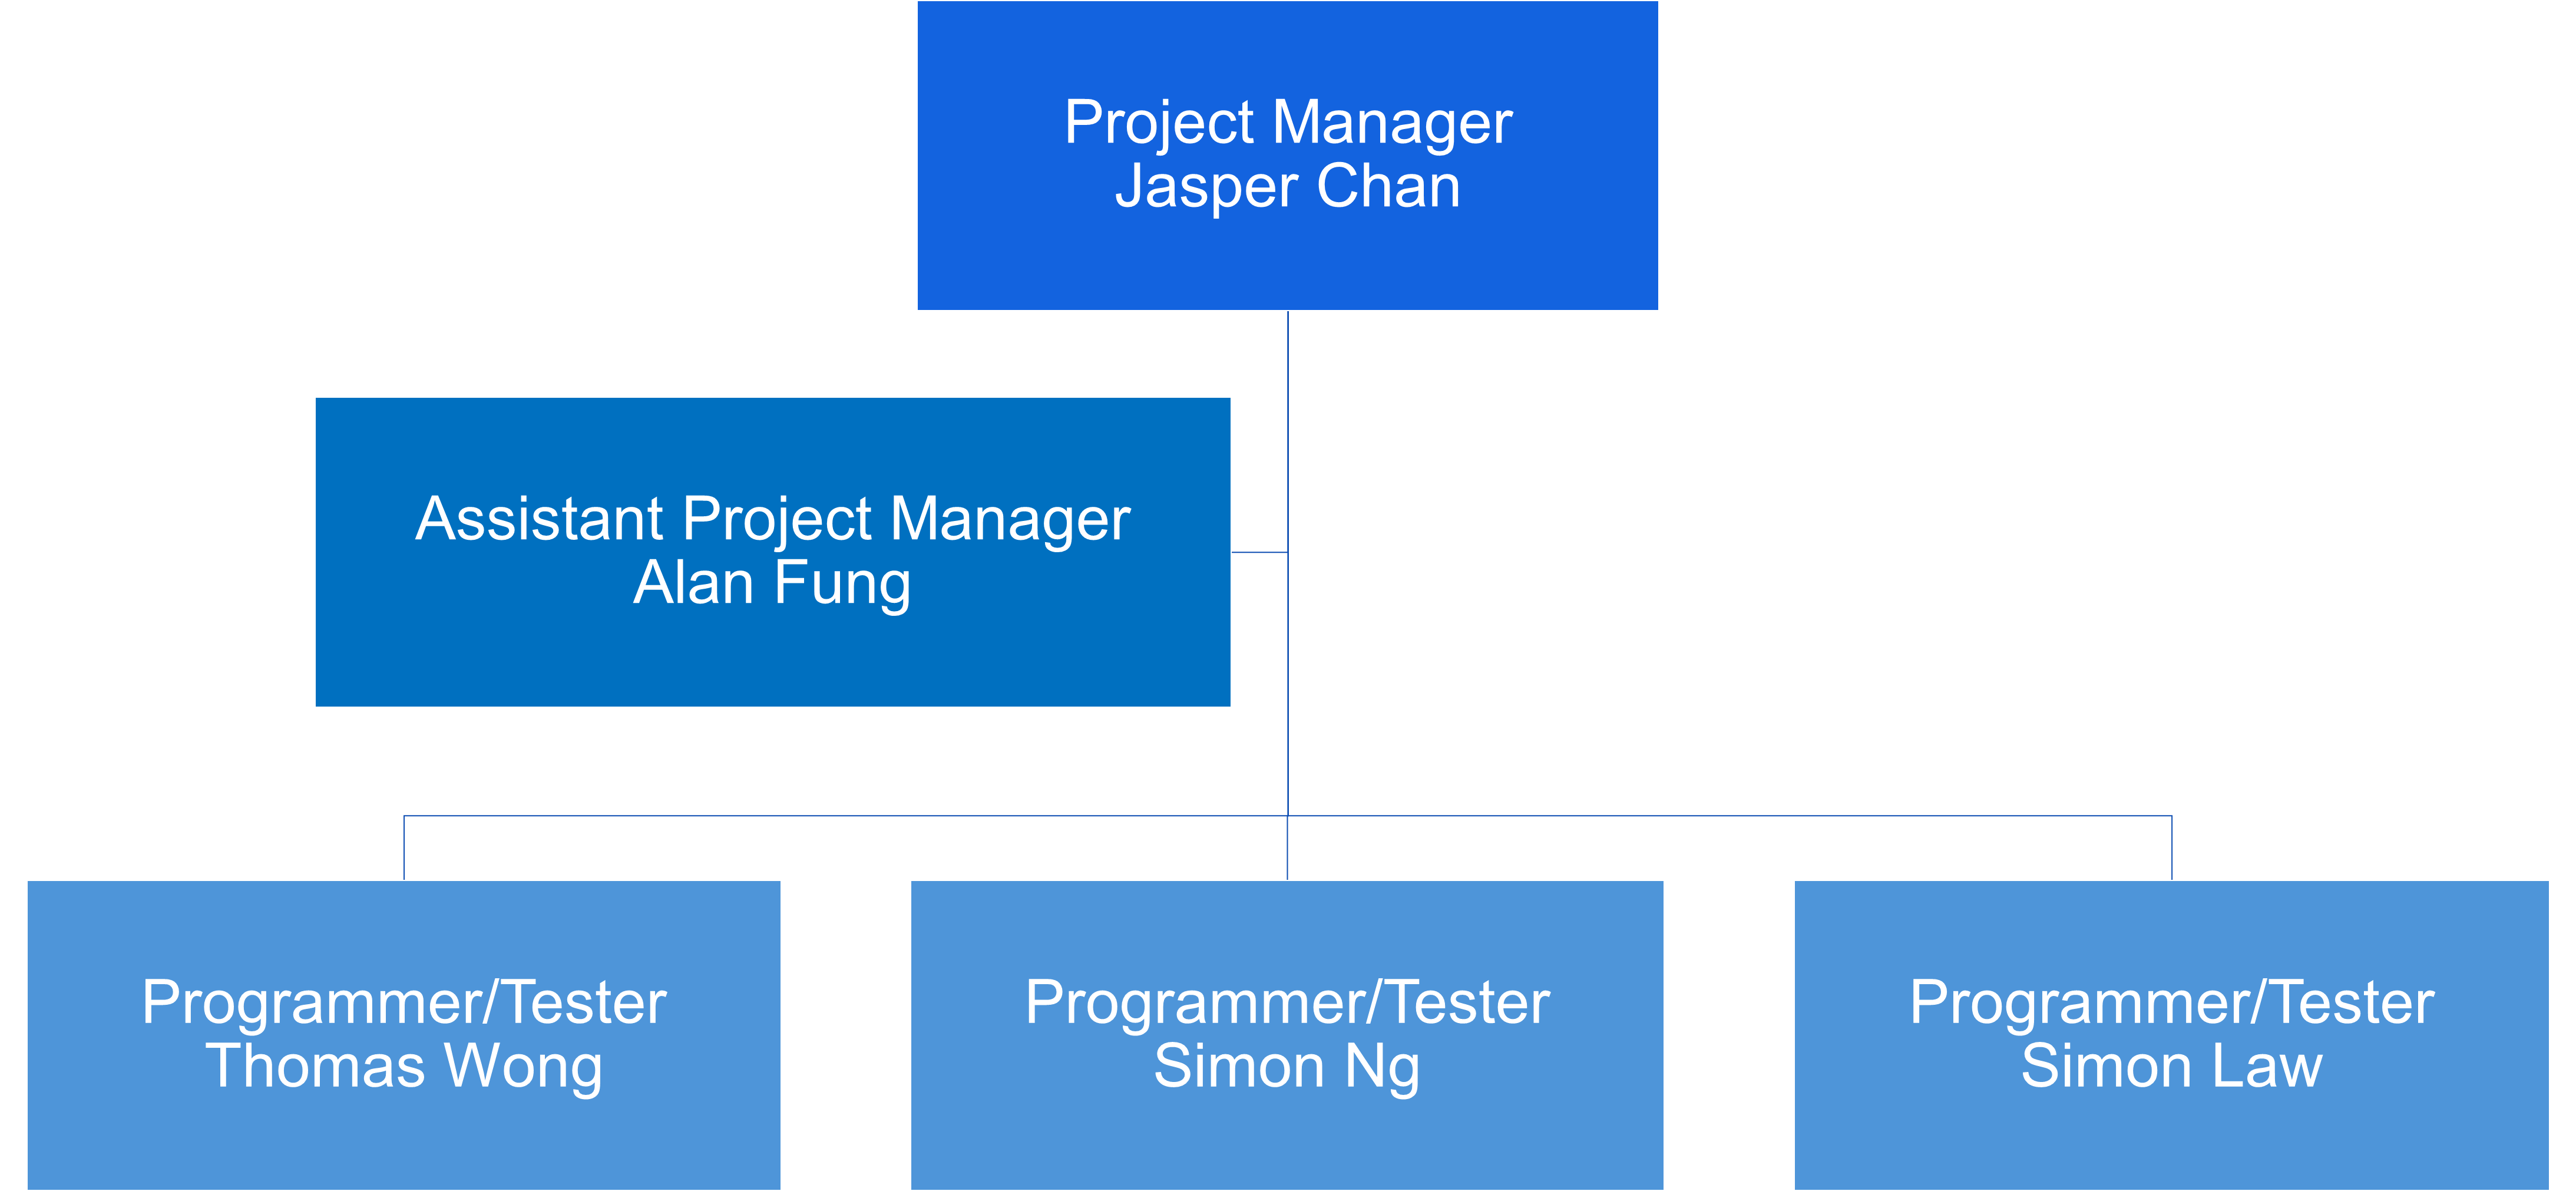 Project Manager
Jasper Chan
Assistant Project Manager
Alan Fung
Programmer/Tester
Thomas Wong
Programmer/Tester
Simon Ng
Programmer/Tester
Simon Law